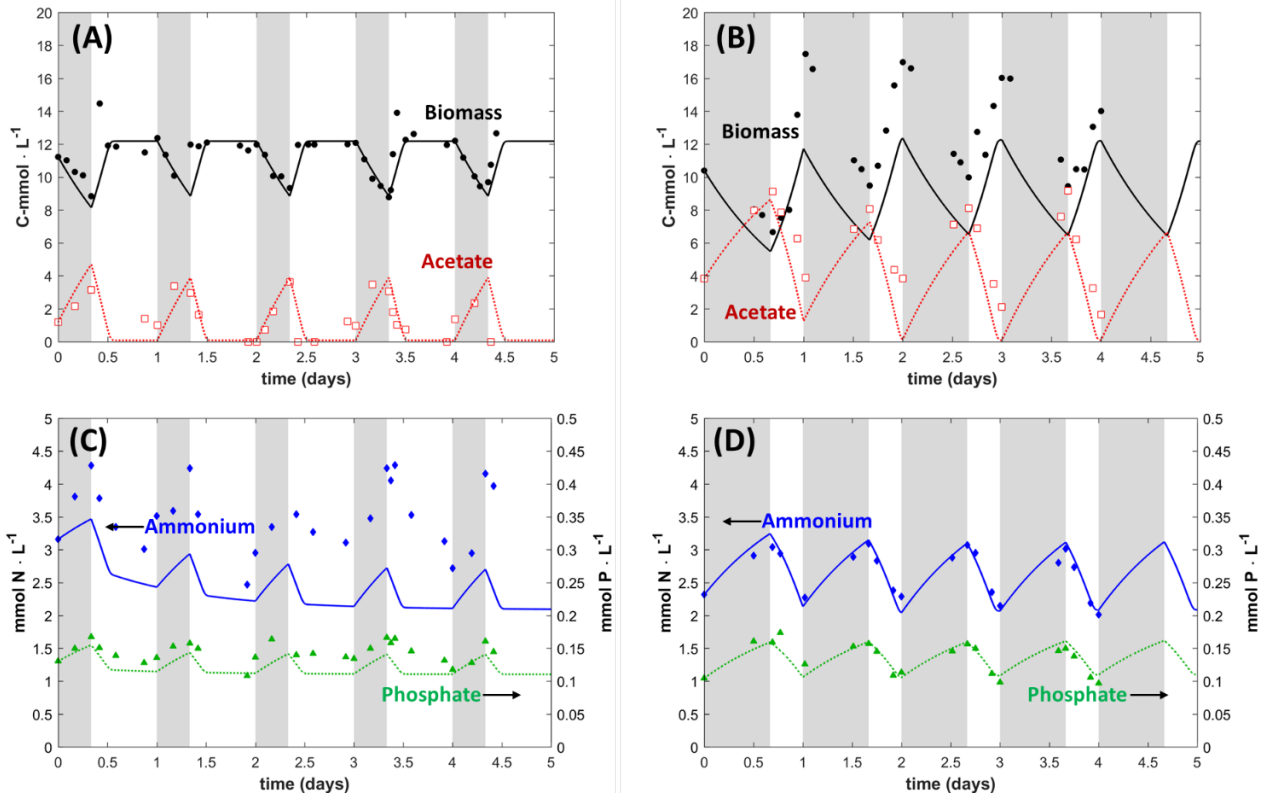 (A)
Biomass
Acetate
C-mmol · L-1
0 2 4 6 8 10 12 14 16 18 20
0 0.5 1 1.5 2 2.5 3 3.5 4 4.5 5
time (days)
(B)
Biomass
Acetate
0 2 4 6 8 10 12 14 16 18 20
0 0.5 1 1.5 2 2.5 3 3.5 4 4.5 5
time (days)
(C)
Ammonium
Phosphate
mmol N · L-1
0 0.5 1 1.5 2 2.5 3 3.5 4 4.5 5
mmol P · L-1
0 0.05 0.1 0.15 0.2 0.25 0.3 0.35 0.4 0.45 0.5
0 0.5 1 1.5 2 2.5 3 3.5 4 4.5 5
time (days)
(D)
Ammonium
Phosphate
mmol N · L-1
0 0.5 1 1.5 2 2.5 3 3.5 4 4.5 5
mmol P · L-1
0 0.05 0.1 0.15 0.2 0.25 0.3 0.35 0.4 0.45 0.5
0 0.5 1 1.5 2 2.5 3 3.5 4 4.5 5
time (days)